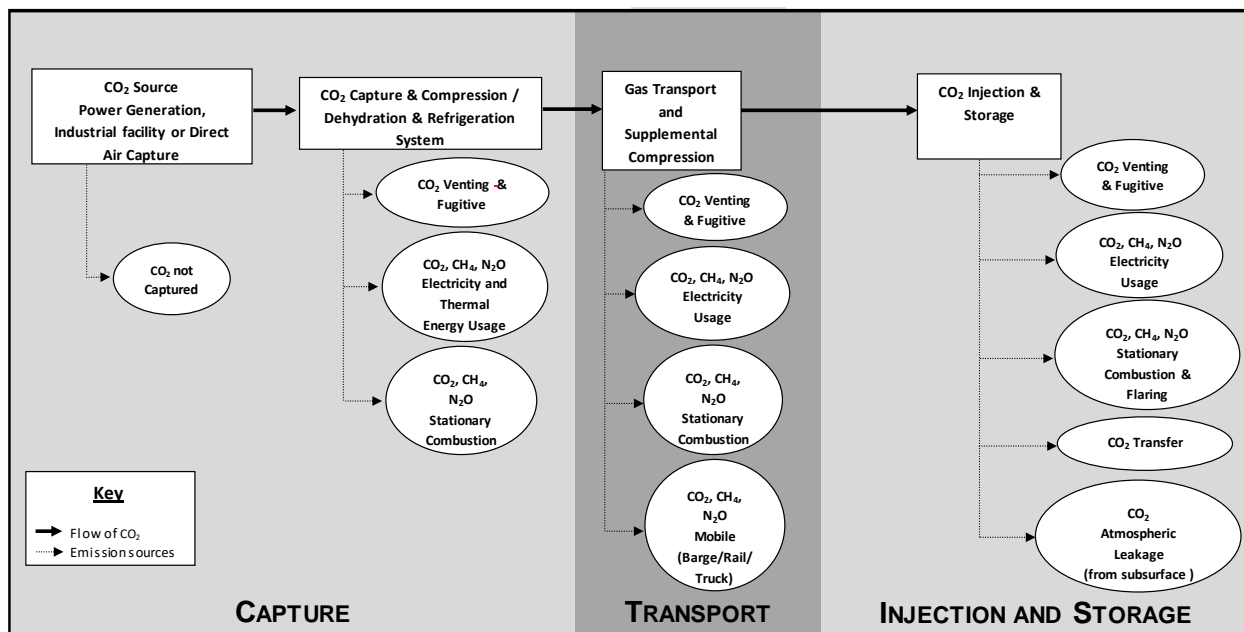 CO₂ Source
Power Generation,
Industrial facility or Direct
Air Capture
CO₂ not
Captured
CO₂ Capture & Compression /
Dehydration & Refrigeration
System
CO₂ Venting -&
Fugitive
CO₂, CH₄, N₂O
Electricity and
Thermal
Energy Usage
CO₂, CH₄,
N₂O
Stationary
Combustion
Gas Transport
and
Supplemental
Compression
CO₂ Venting
& Fugitive
CO₂, CH₄, N₂O
Electricity
Usage
CO₂, CH₄,
N₂O
Stationary
Combustion
CO₂, CH₄,
N₂O
Mobile
(Barge/Rail/
Truck)
CO₂ Injection &
Storage
CO₂ Venting
& Fugitive
CO₂, CH₄, N₂O
Electricity
Usage
CO₂, CH₄, N₂O
Stationary
Combustion &
Flaring
CO₂ Transfer
CO₂
Atmospheric
Leakage
(from subsurface )
Key
Flow of CO₂
Emission sources
CAPTURE
TRANSPORT
INJECTION AND STORAGE